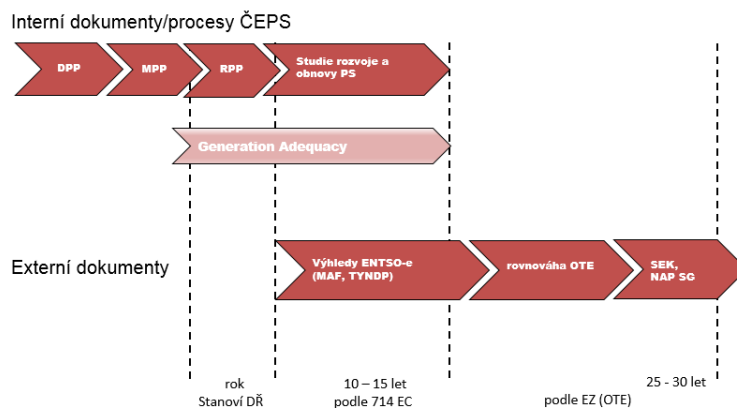 Interní dokumenty/procesy ČEPS
DPP
MPP
RPP
Studie rozvoje a
obnovy PS
Generation Adequacy
Externí dokumenty
Výhledy ENTSO-e
(MAF, TYNDP)
rovnováha OTE
SEK,
NAP SG
rok
Stanoví DŘ
10 – 15 let
podle 714 EC
podle EZ (OTE)
25 - 30 let